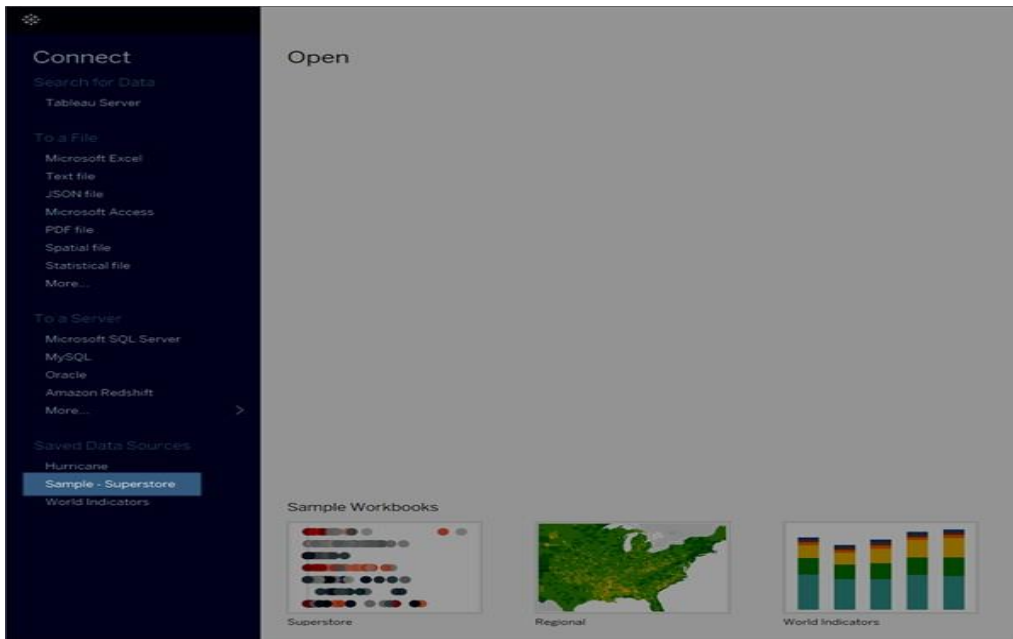 Connect
Search for Data
Tableau Server
To a File
Microsoft Excel
Text file
JSON file
Microsoft Access
PDF file
Spatial file
Statistical file
More...
To a Server
Microsoft SQL Server
MySQL
Oracle
Amazon Redshift
More...
Saved Data Sources
Hurricane
Sample - Superstore
World Indicators
Open
Sample Workbooks
Superstore
Regional
World Indicators